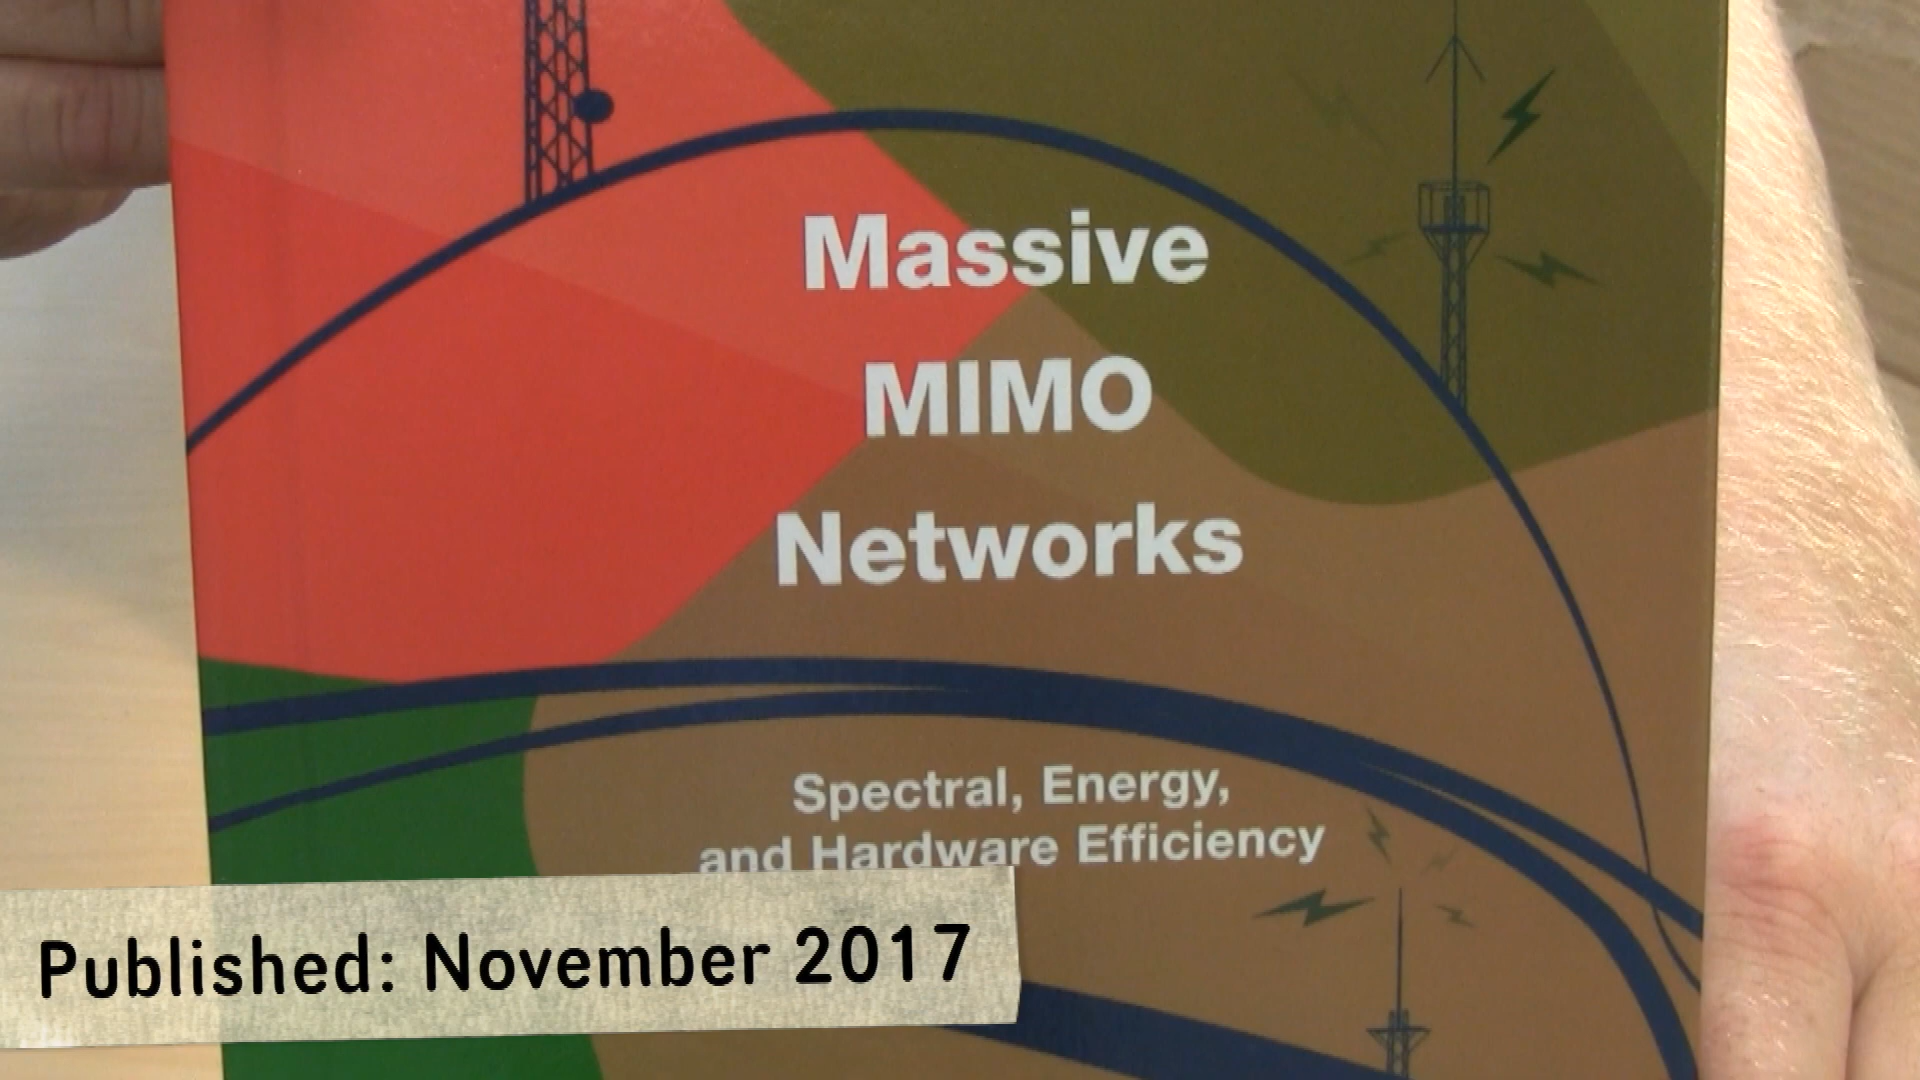 Massive
MIMO
Networks
Spectral, Energy,
and Hardware Efficiency
Published: November 2017